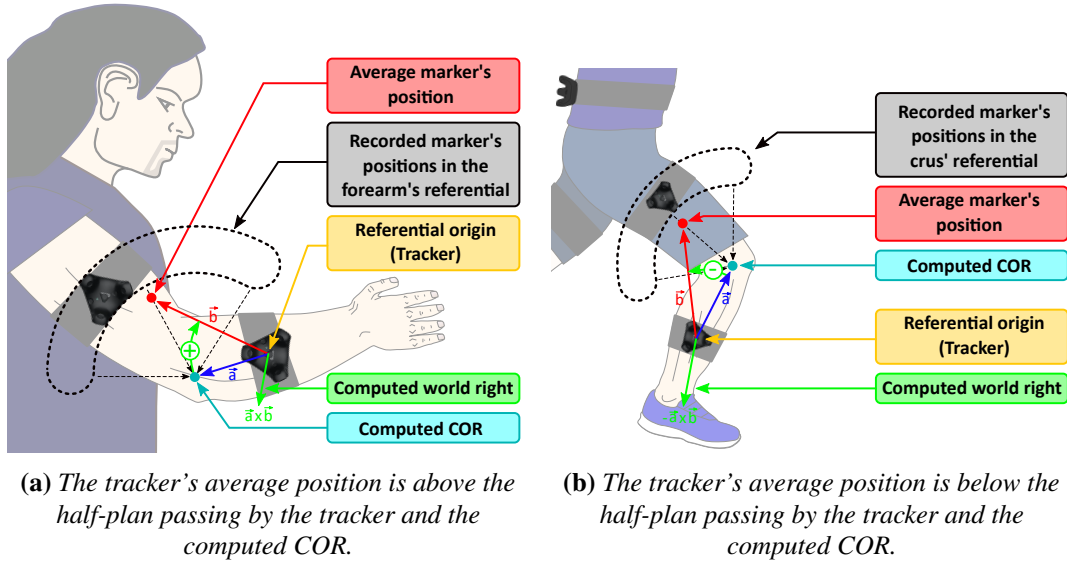 Average marker's
position
Recorded marker's
positions in the
forearm's referential
Referential origin
(Tracker)
Computed world right
Computed COR
b⃗
+
a⃗
a⃗xb⃗
(a) The tracker's average position is above the
half-plan passing by the tracker and the
computed COR.
Recorded marker's
positions in the
crus' referential
Average marker's
position
Computed COR
Referential origin
(Tracker)
Computed world right
-
b⃗
a⃗
-a⃗xb⃗
(b) The tracker's average position is below the
half-plan passing by the tracker and the
computed COR.